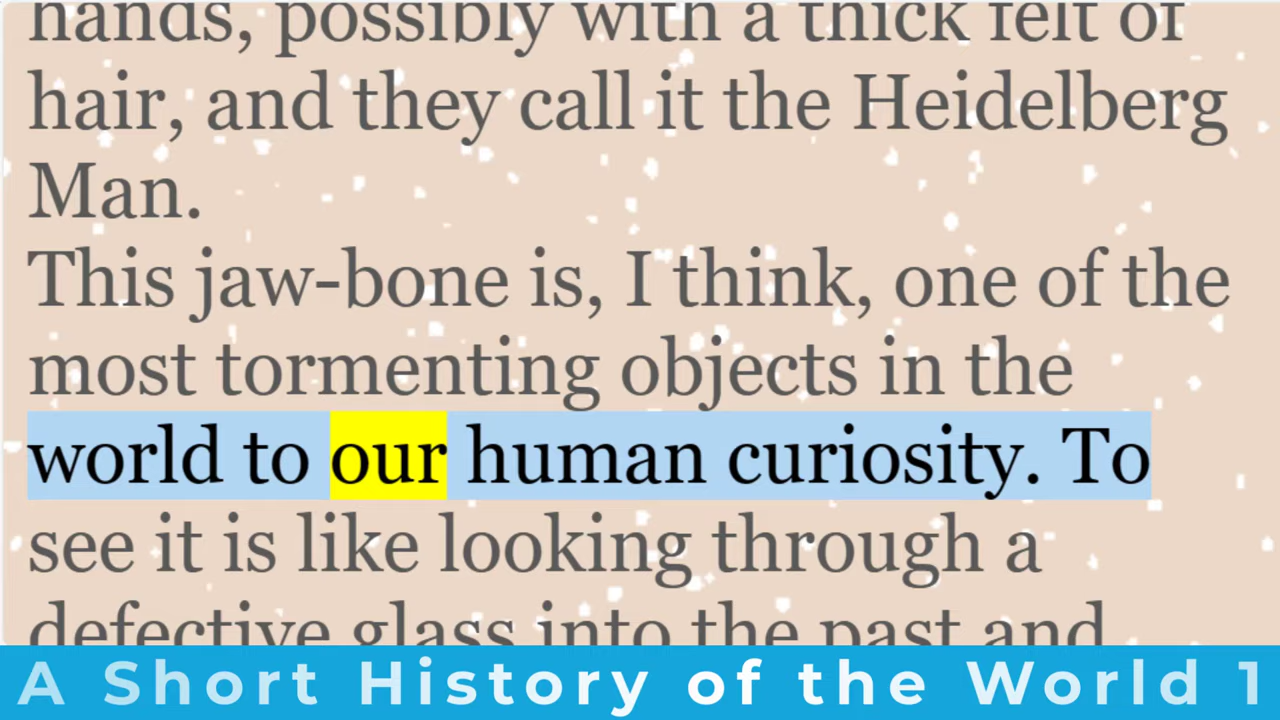 hands, possibly with a thick felt of
hair, and they call it the Heidelberg
Man.
This jaw-bone is, I think, one of the
most tormenting objects in the
world to our human curiosity. To
see it is like looking through a
defective glass into the past and
A Short History of the World 1